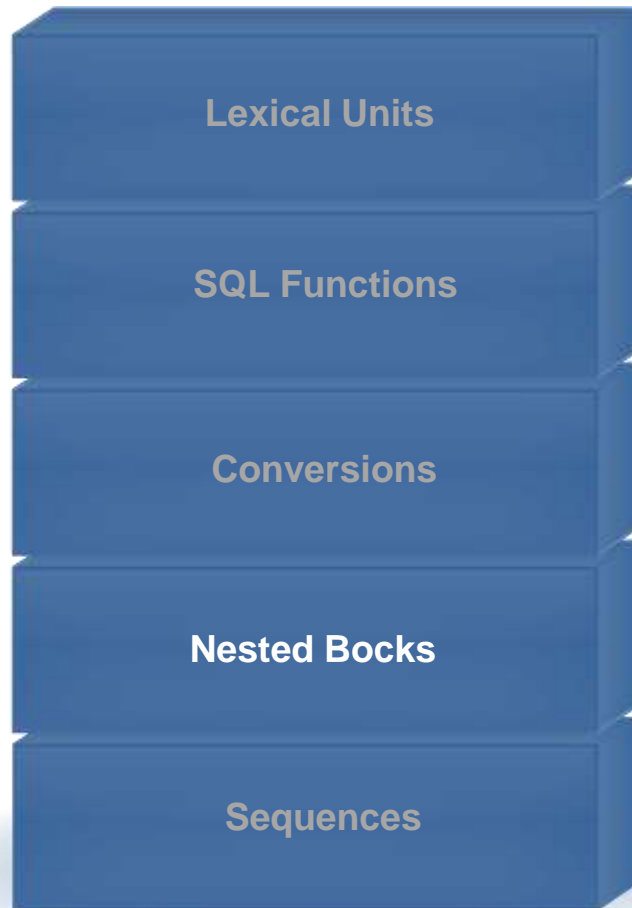 Lexical Units
SQL Functions
Conversions
Nested Bocks
Sequences